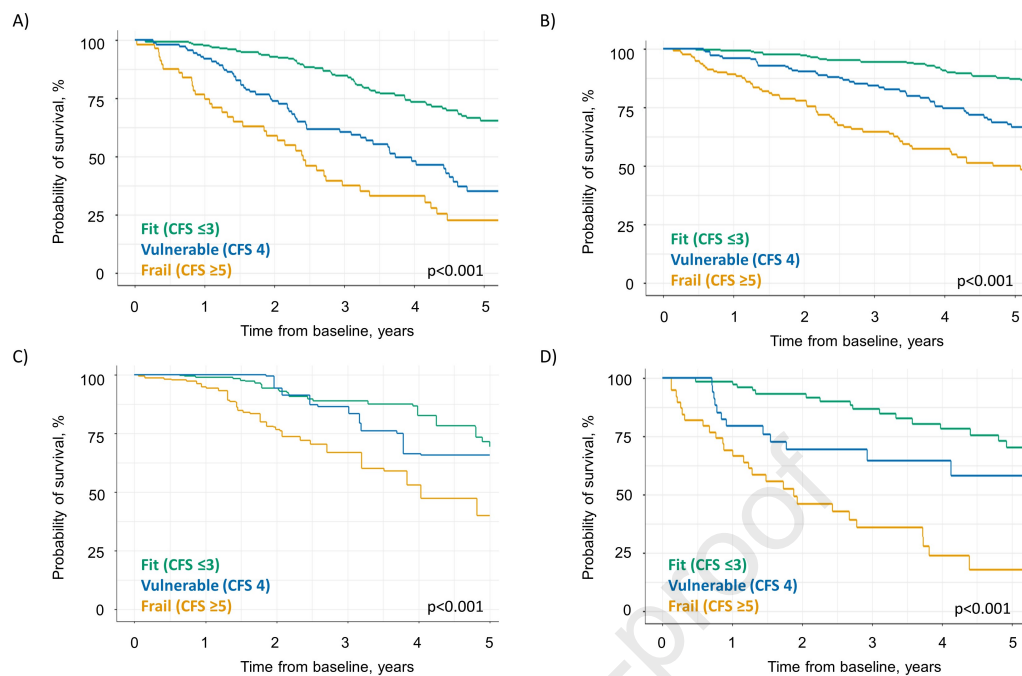 A)
100
75
50
25
0
Probability of survival, %
Fit (CFS ≤3)
Vulnerable (CFS 4)
Frail (CFS ≥5)
p<0.001
0 1 2 3 4 5
Time from baseline, years
B)
100
75
50
25
0
Probability of survival, %
Fit (CFS ≤3)
Vulnerable (CFS 4)
Frail (CFS ≥5)
p<0.001
0 1 2 3 4 5
Time from baseline, years
C)
100
75
50
25
0
Probability of survival, %
Fit (CFS ≤3)
Vulnerable (CFS 4)
Frail (CFS ≥5)
p<0.001
0 1 2 3 4 5
Time from baseline, years
D)
100
75
50
25
0
Probability of survival, %
Fit (CFS ≤3)
Vulnerable (CFS 4)
Frail (CFS ≥5)
p<0.001
0 1 2 3 4 5
Time from baseline, years
proof